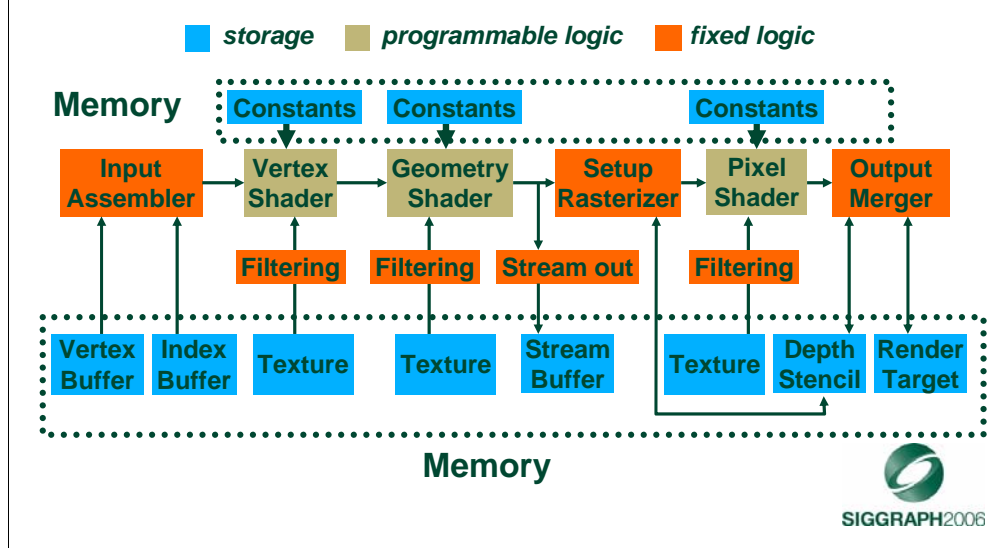 storage programmable logic fixed logic
Memory
Constants Constants Constants
Input Assembler
Vertex Shader
Geometry Shader
Setup Rasterizer
Pixel Shader
Output Merger
Filtering Filtering Stream out Filtering
Vertex Buffer
Index Buffer
Texture
Texture
Stream Buffer
Texture
Depth Stencil
Render Target
Memory
SIGGRAPH2006